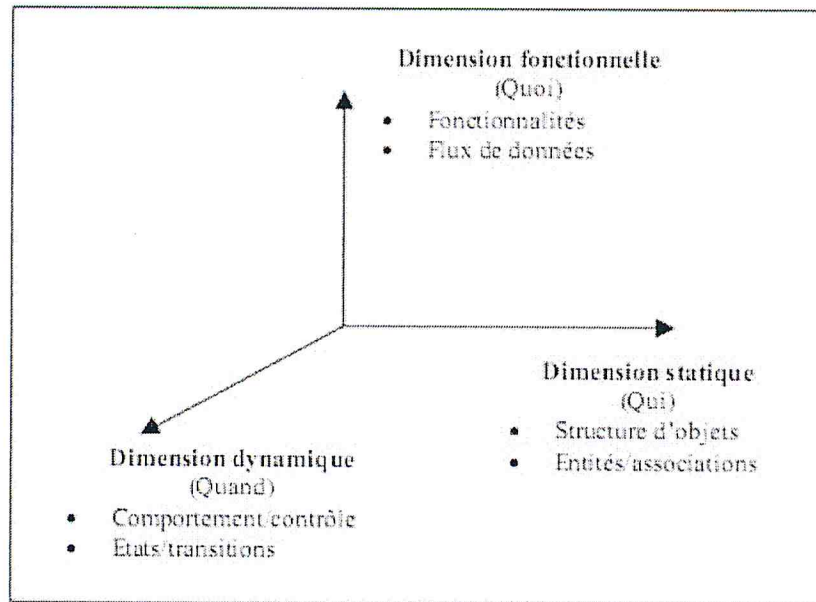 Dimension fonctionnelle
(Quoi)
• Fonctionnalités
• Flux de données
Dimension statique
(Qui)
• Structure d'objets
• Entités/associations
Dimension dynamique
(Quand)
• Comportement/contrôle
• Etats/transitions